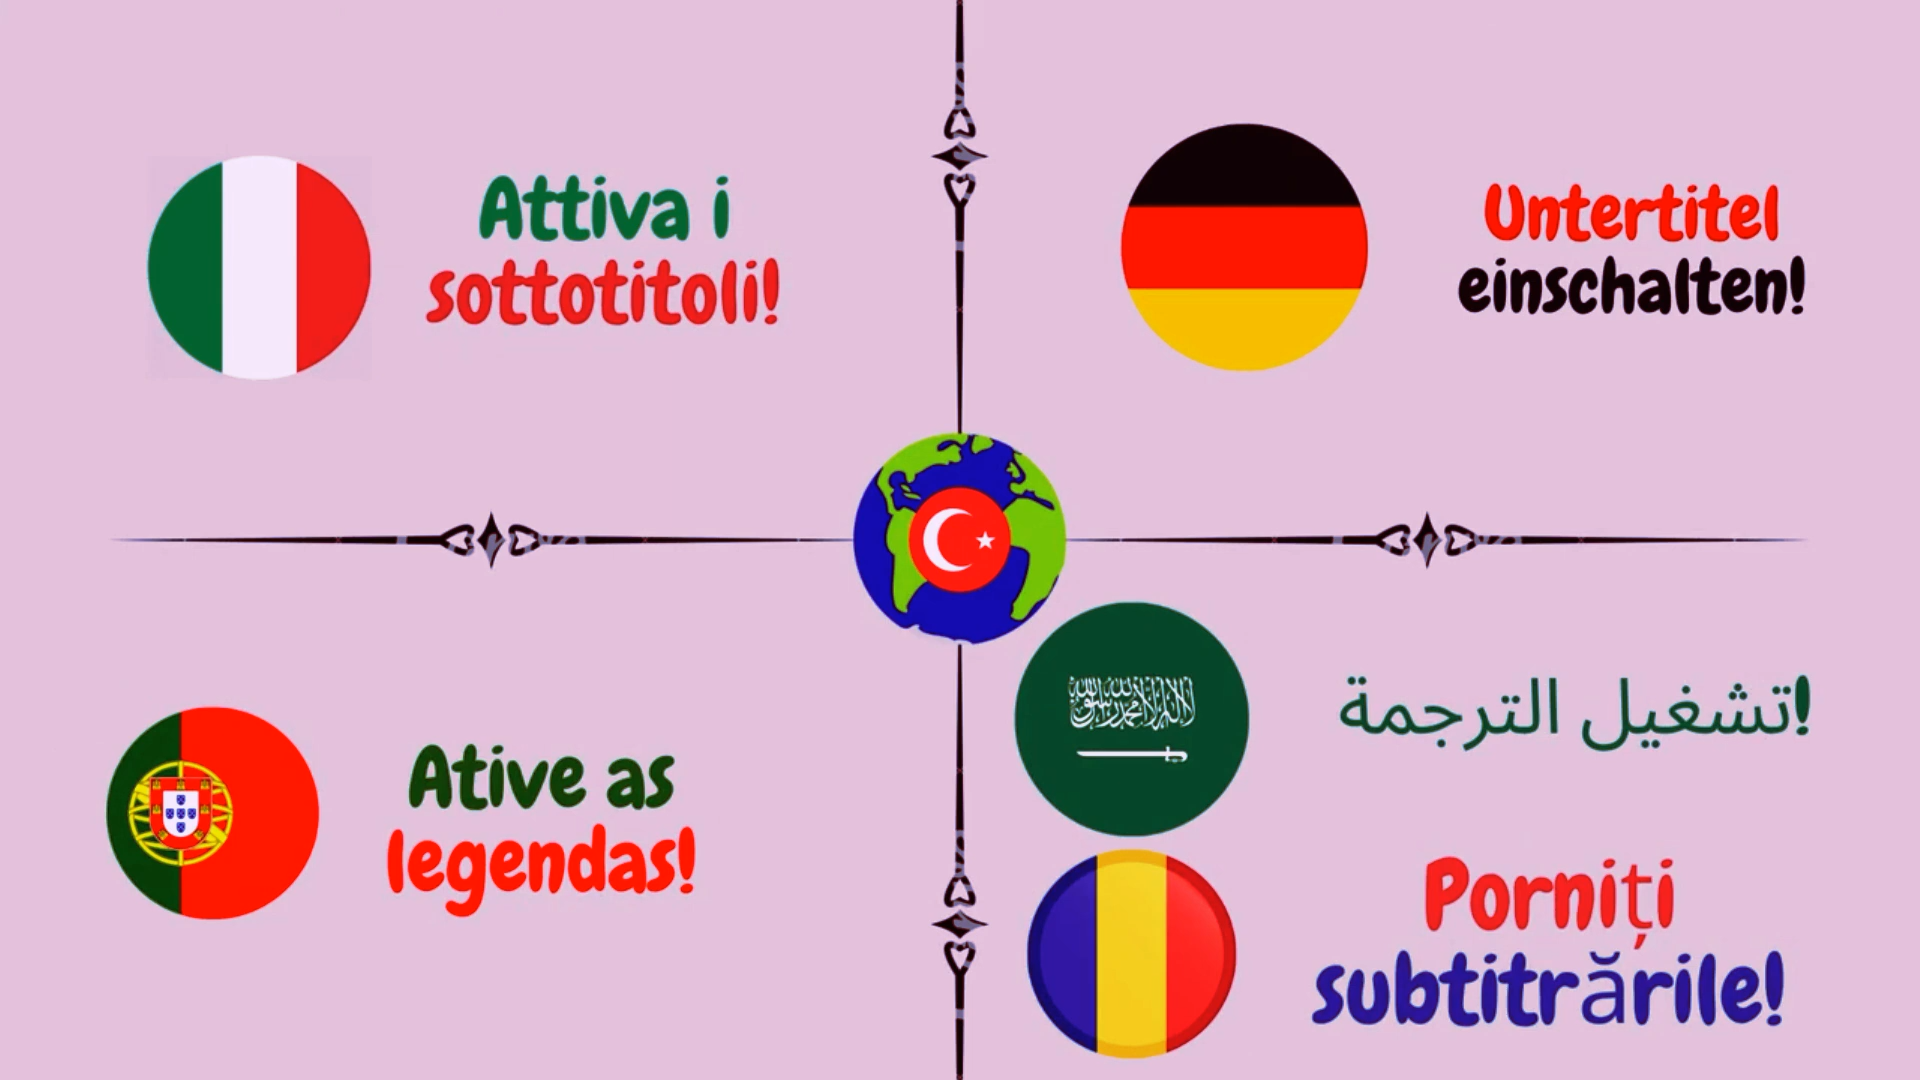 Attiva i
sottotitoli!
Untertitel
einschalten!
Ative as
legendas!
تشغيل الترجمة!
Porniți
subtitrările!